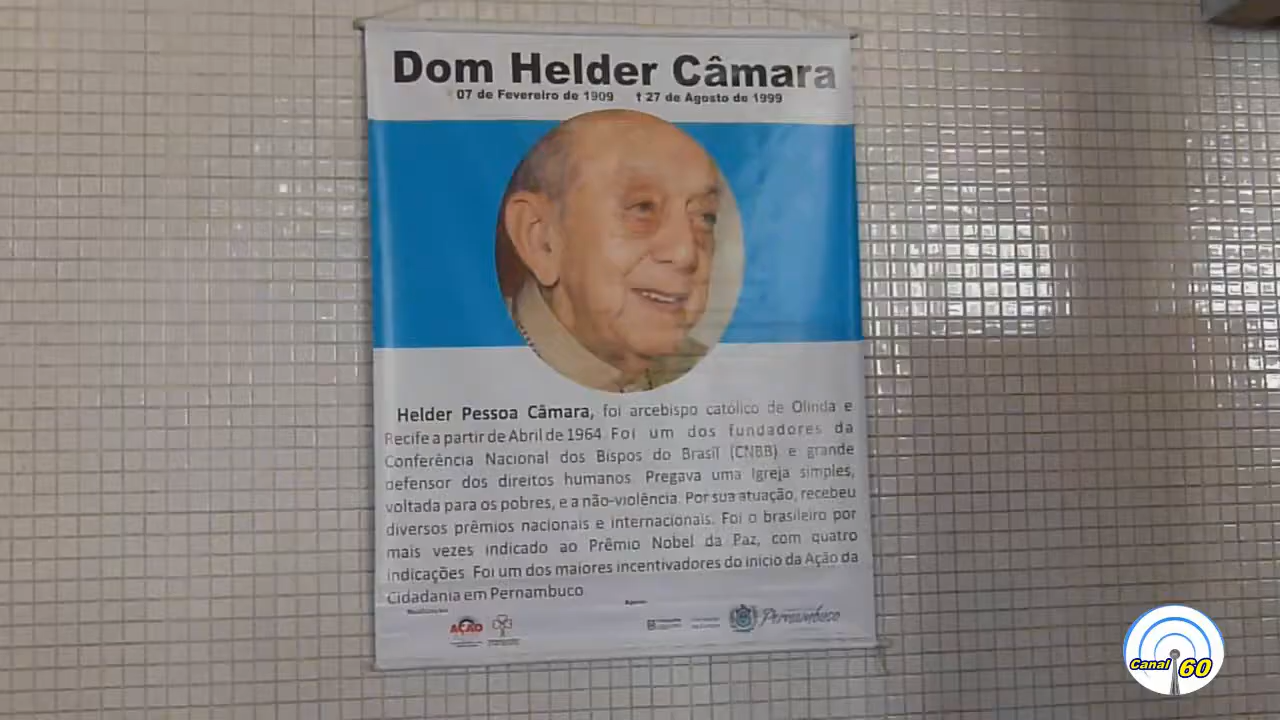 Dom Helder Câmara
07 de Fevereiro de 1909 † 27 de Agosto de 1999
Helder Pessoa Câmara, foi arcebispo católico de Olinda e
Recife a partir de Abril de 1964. Foi um dos fundadores da
Conferência Nacional dos Bispos do Brasil (CNBB) e grande
defensor dos direitos humanos. Pregava uma Igreja simples,
voltada para os pobres, e a não-violência. Por sua atuação, recebeu
diversos prêmios nacionais e internacionais. Foi o brasileiro por
mais vezes indicado ao Prêmio Nobel da Paz, com quatro
indicações. Foi um dos maiores incentivadores do início da Ação da
Cidadania em Pernambuco
AÇÃO
Pernambuco
Canal 60